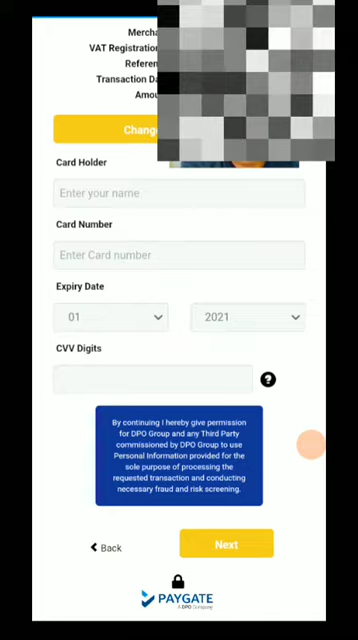 Mercha
VAT Registration
Referen
Transaction Da
Amou
Chang
Card Holder
Enter your name
Card Number
Enter Card number
Expiry Date
01
2021
CVV Digits
?
By continuing I hereby give permission
for DPO Group and any Third Party
commissioned by DPO Group to use
Personal Information provided for the
sole purpose of processing the
requested transaction and conducting
necessary fraud and risk screening.
Back
Next
PAYGATE
A DPO Company